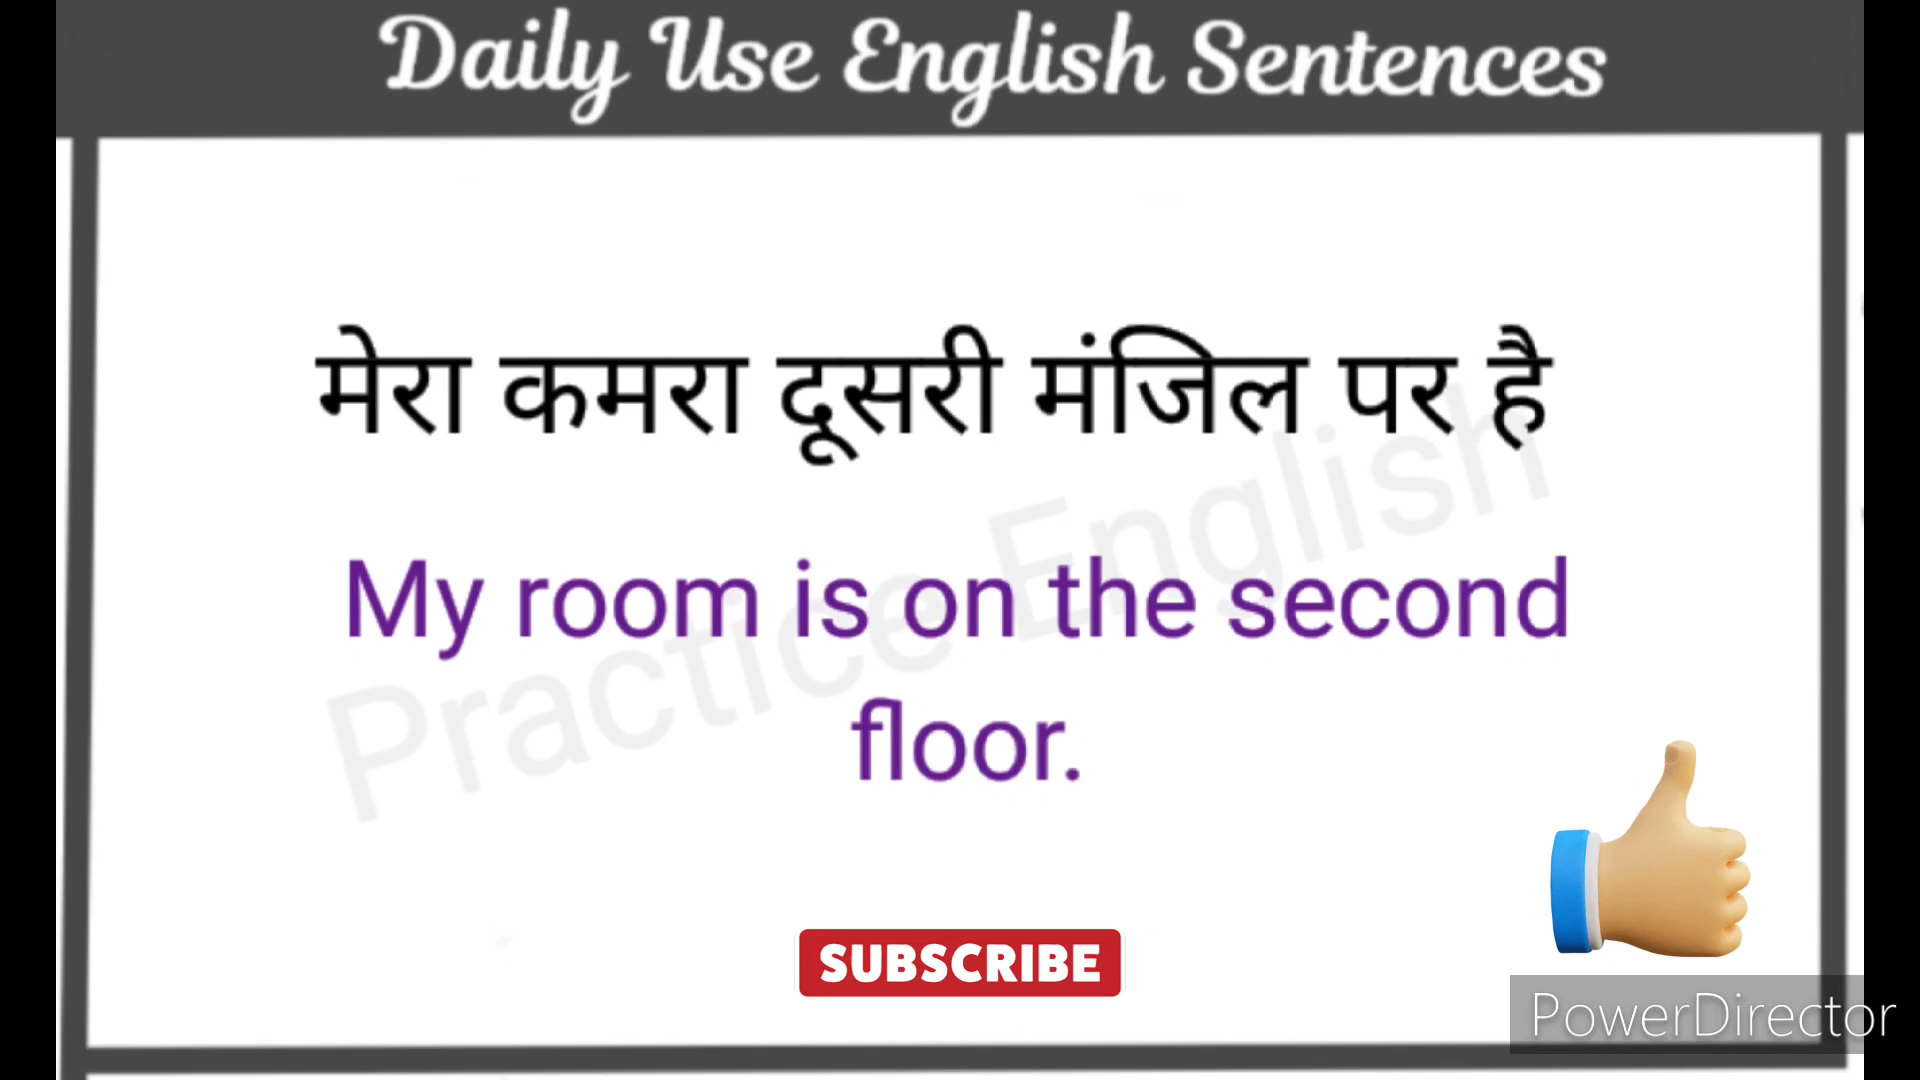 Daily Use English Sentences
मेरा कमरा दूसरी मंजिल पर है
My room is on the second
floor.
Practice English
SUBSCRIBE
PowerDirector